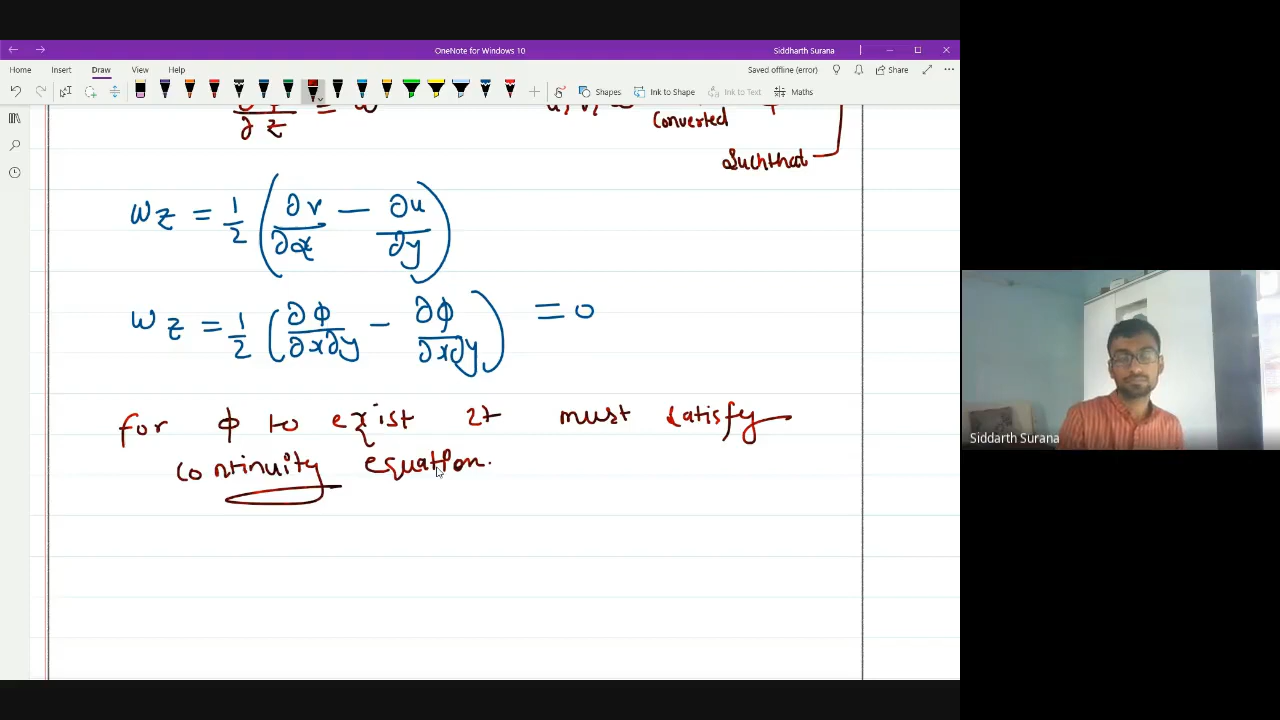 OneNote for Windows 10
Siddharth Surana
Home Insert Draw View Help
Saved offline (error)
Share
Shapes Ink to Shape Ink to Text Maths
∂z = w
Converted
Suchthat
wz = 1/2 (∂v/∂x − ∂u/∂y)
wz = 1/2 (∂ϕ/∂x∂y − ∂ϕ/∂x∂y) = 0
for ϕ to exist It must satisfy
continuity equation.
Siddarth Surana